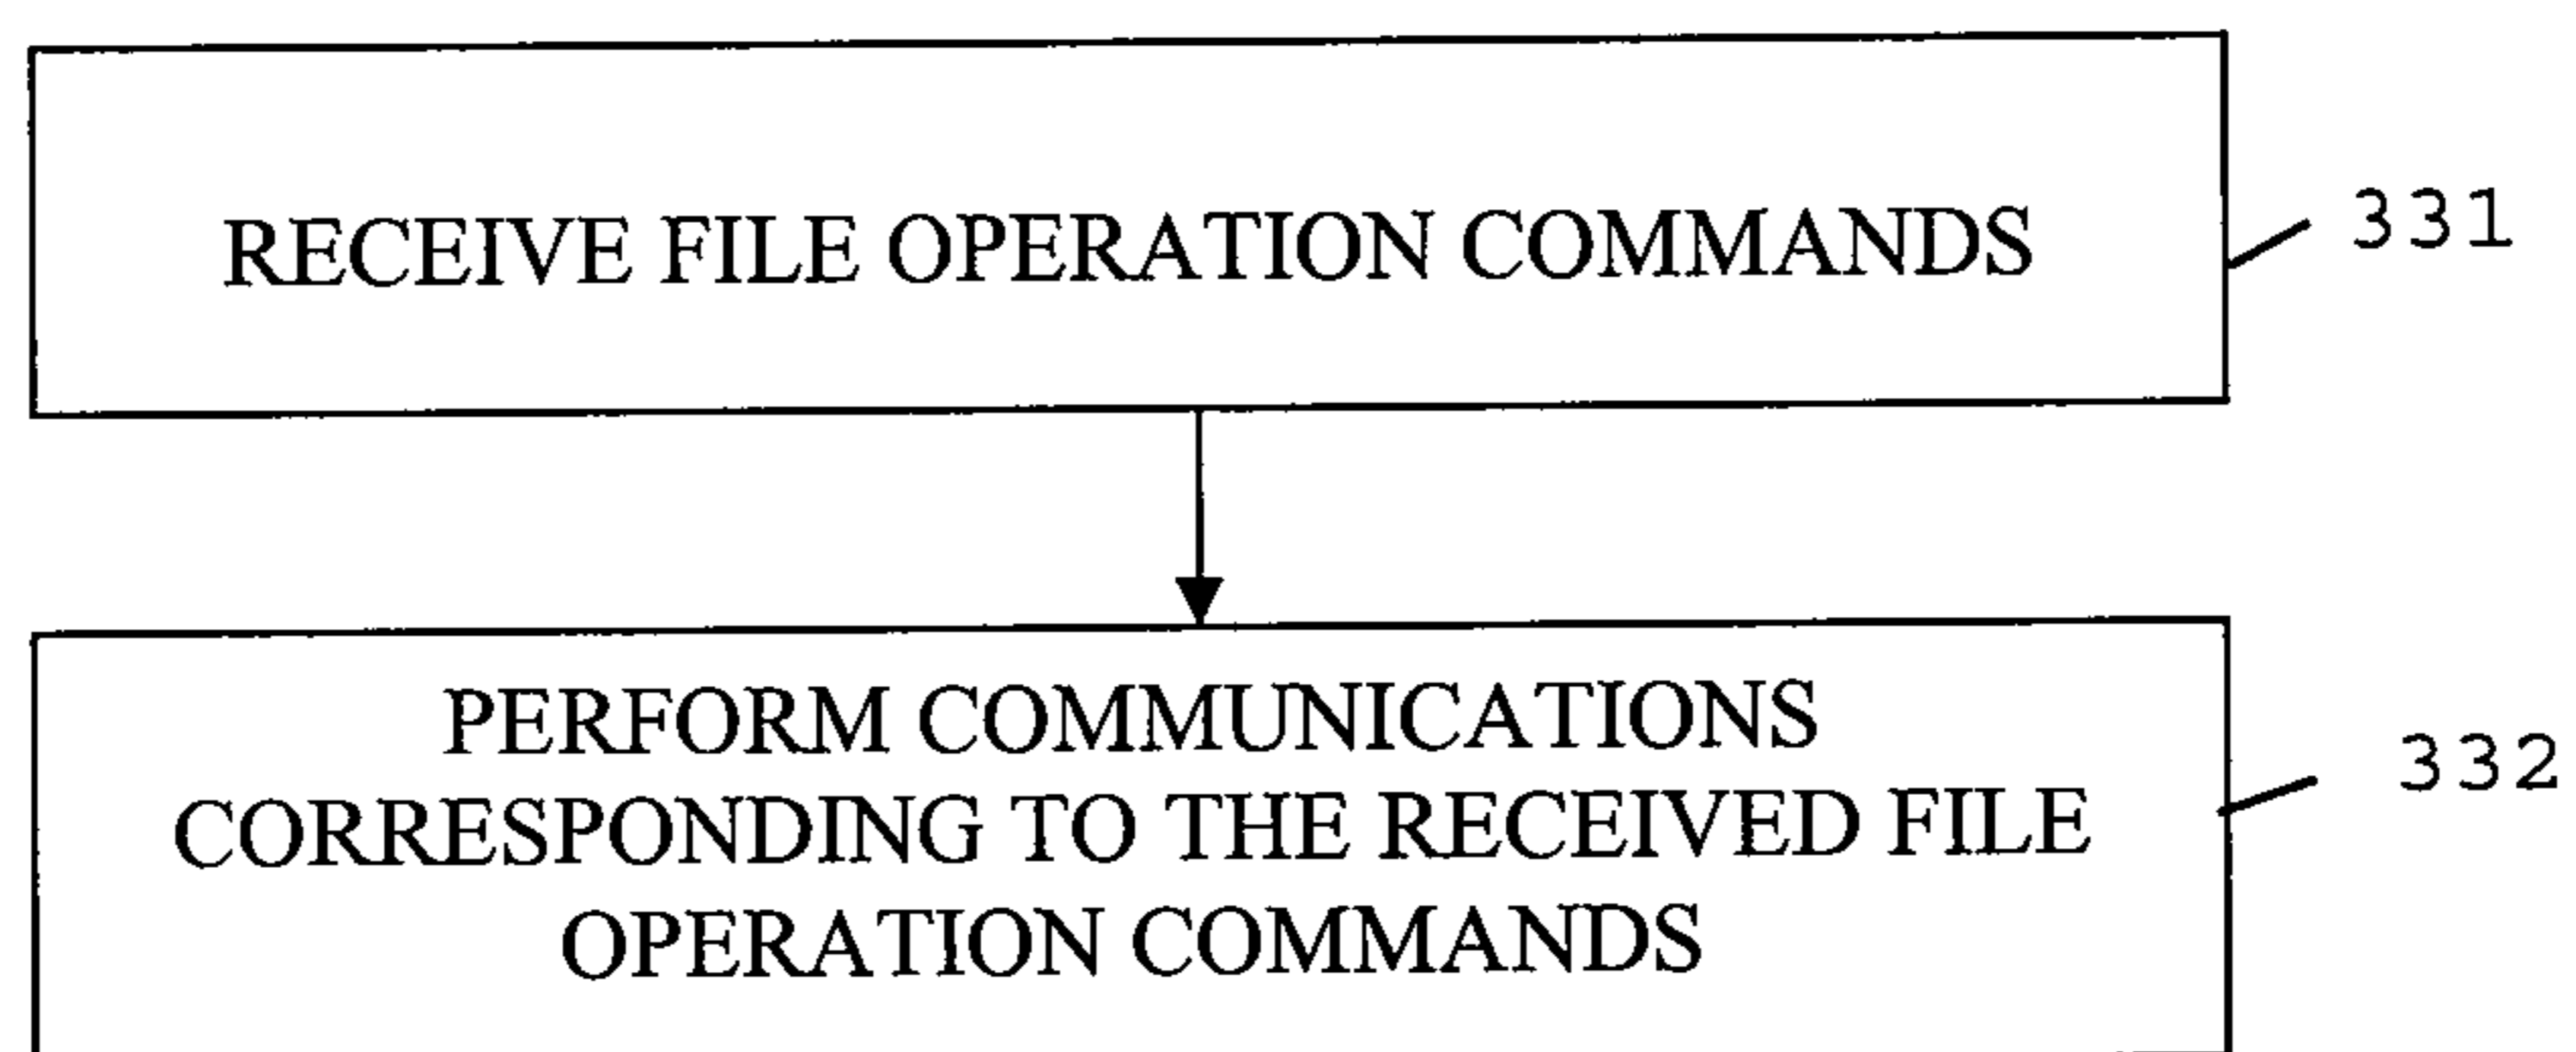 RECEIVE FILE OPERATION COMMANDS
331
PERFORM COMMUNICATIONS
CORRESPONDING TO THE RECEIVED FILE
OPERATION COMMANDS
332